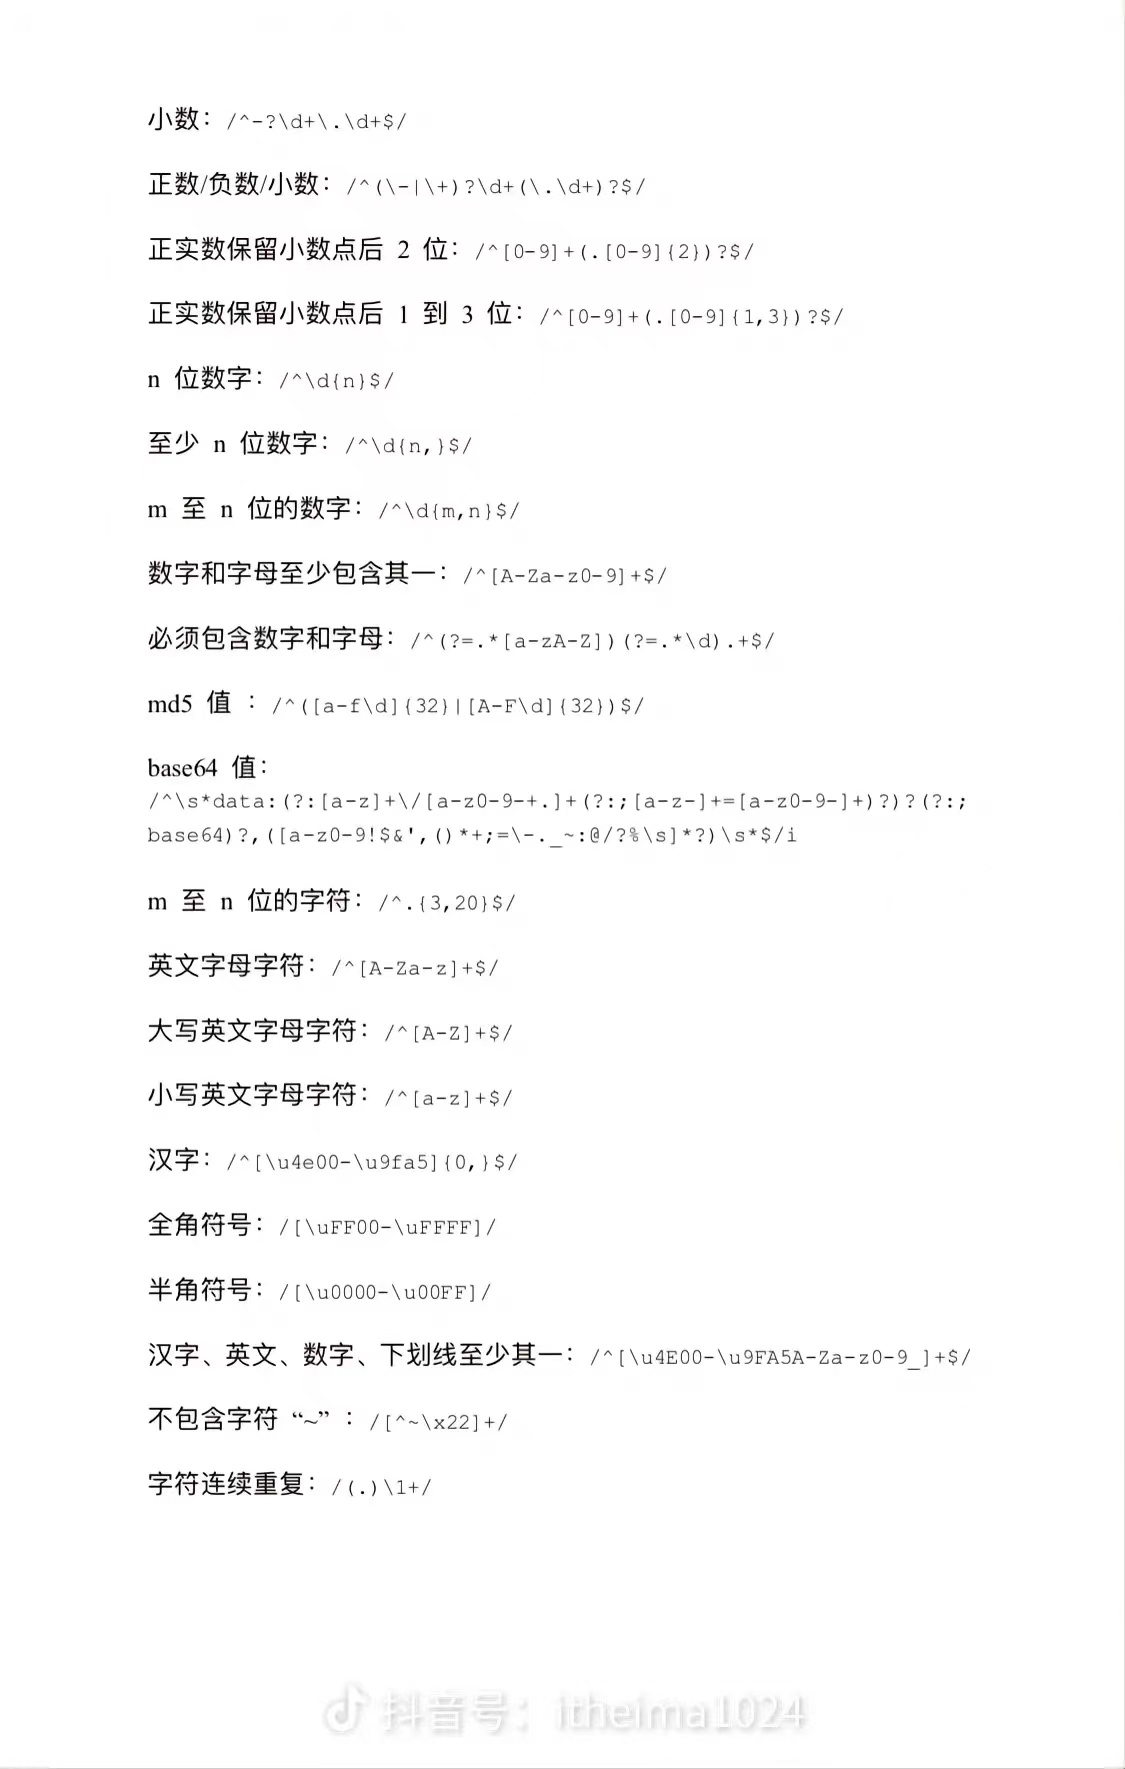 小数：/^-?\d+\.\d+$/
正数/负数/小数：/^(\-|\+)?\d+(\.\d+)?$/
正实数保留小数点后 2 位：/^[0-9]+(.[0-9]{2})?$/
正实数保留小数点后 1 到 3 位：/^[0-9]+(.[0-9]{1,3})?$/
n 位数字：/^\d{n}$/
至少 n 位数字：/^\d{n,}$/
m 至 n 位的数字：/^\d{m,n}$/
数字和字母至少包含其一：/^[A-Za-z0-9]+$/
必须包含数字和字母：/^(?=.*[a-zA-Z])(?=.*\d).+$/
md5 值 ：/^([a-f\d]{32}|[A-F\d]{32})$/
base64 值：
/^\s*data:(?:[a-z]+\/[a-z0-9-+.]+(?:;[a-z-]+=[a-z0-9-]+)?)?(?:;
base64)?,([a-z0-9!$&',()*+;=\-._~:@/?%\s]*?)\s*$/i
m 至 n 位的字符：/^.{3,20}$/
英文字母字符：/^[A-Za-z]+$/
大写英文字母字符：/^[A-Z]+$/
小写英文字母字符：/^[a-z]+$/
汉字：/^[\u4e00-\u9fa5]{0,}$/
全角符号：/[\uFF00-\uFFFF]/
半角符号：/[\u0000-\u00FF]/
汉字、英文、数字、下划线至少其一：/^[\u4E00-\u9FA5A-Za-z0-9_]+$/
不包含字符 “~” ：/[^~\x22]+/
字符连续重复：/(.)\1+/
抖音号：itheima1024